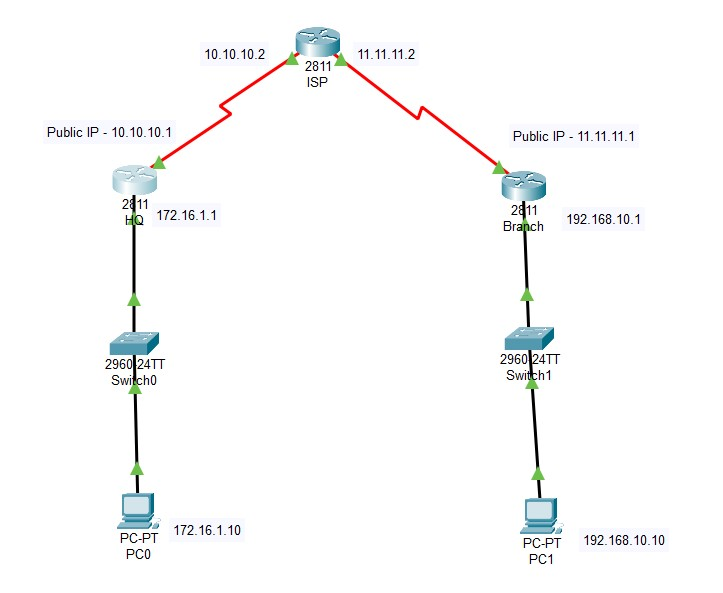 10.10.10.2
11.11.11.2
2811
ISP
Public IP - 10.10.10.1
Public IP - 11.11.11.1
2811
HQ
172.16.1.1
2811
Branch
192.168.10.1
2960-24TT
Switch0
2960-24TT
Switch1
PC-PT
PC0
172.16.1.10
PC-PT
PC1
192.168.10.10